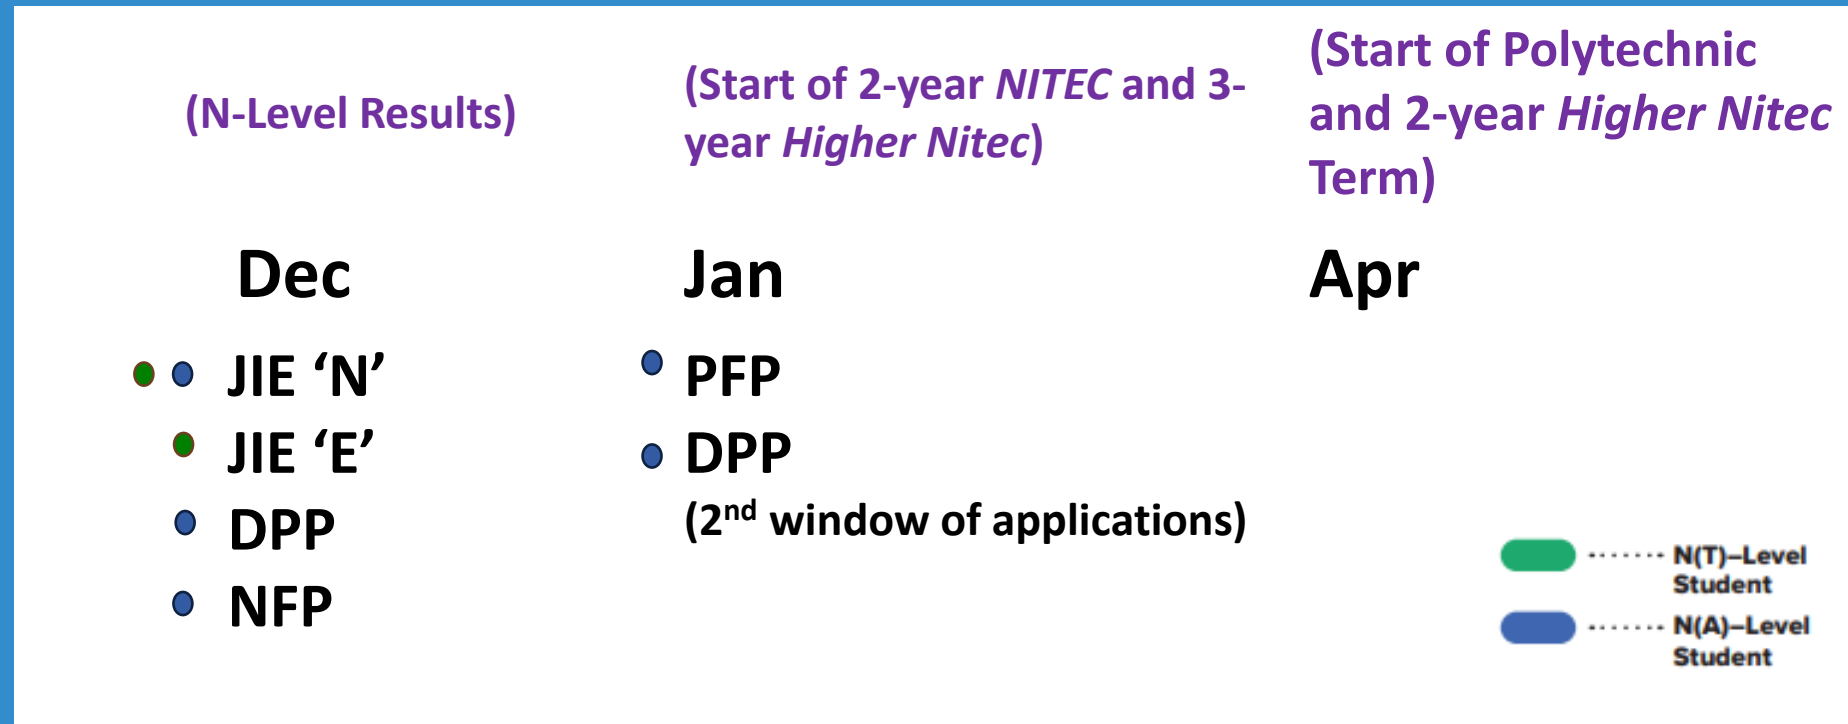 (N-Level Results)
(Start of 2-year NITEC and 3-
year Higher Nitec)
(Start of Polytechnic
and 2-year Higher Nitec
Term)
Dec
Jan
Apr
JIE ‘N’
JIE ‘E’
DPP
NFP
PFP
DPP
(2nd window of applications)
N(T)–Level
Student
N(A)–Level
Student